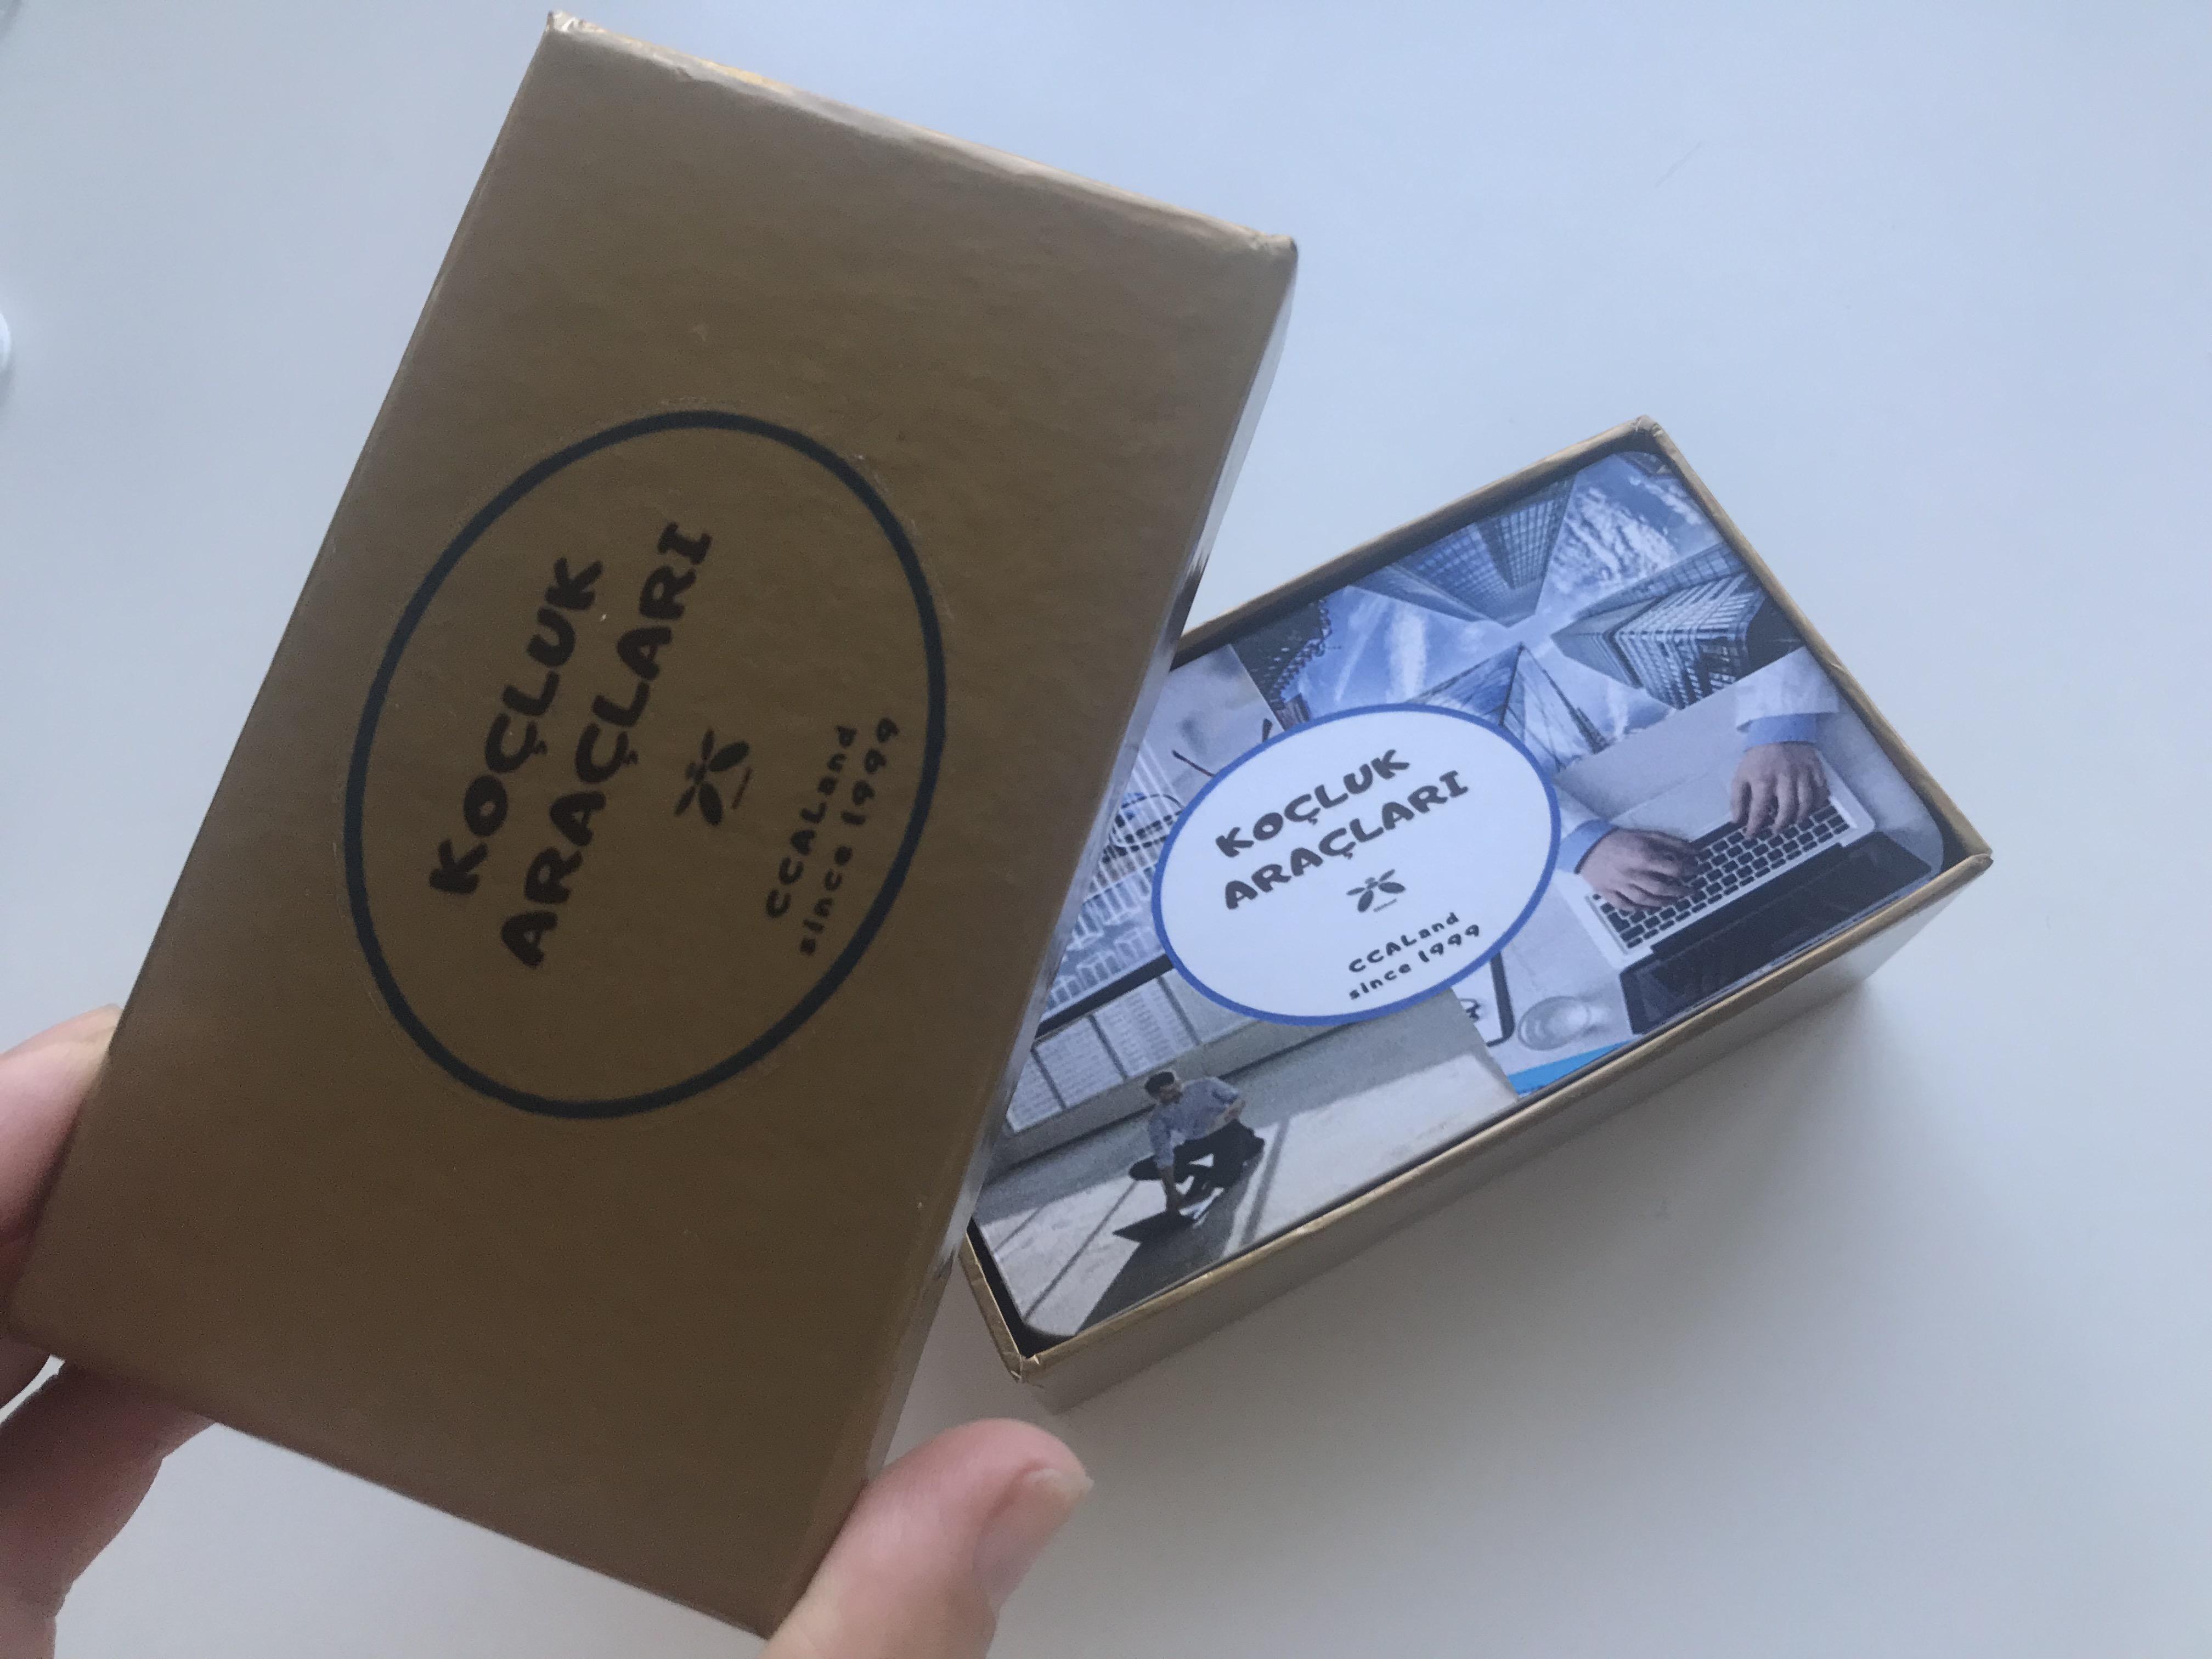 KOÇLUK
ARAÇLARI
CCALand
since 1999
KOÇLUK
ARAÇLARI
CCALand
since 1999